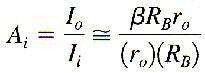 A_i = I_o / I_i ≅ βR_B r_o / (r_o)(R_B)